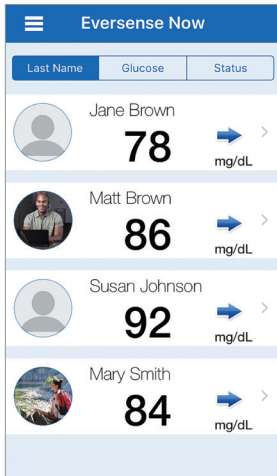 Eversense Now
Last Name Glucose Status
Jane Brown
78
mg/dL
Matt Brown
86
mg/dL
Susan Johnson
92
mg/dL
Mary Smith
84
mg/dL